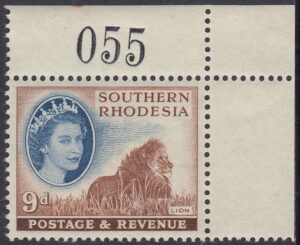 055
SOUTHERN
RHODESIA
9d
LION
POSTAGE & REVENUE